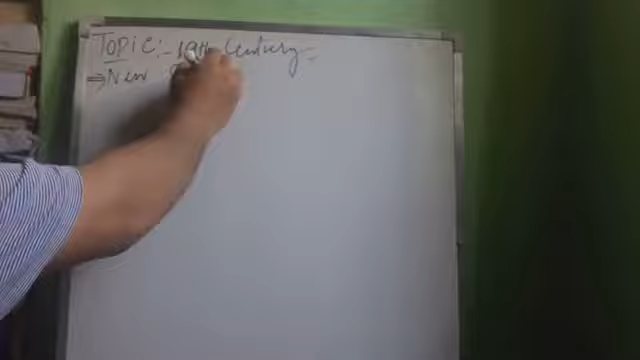 Topic:- 19th Century-
⇒ New